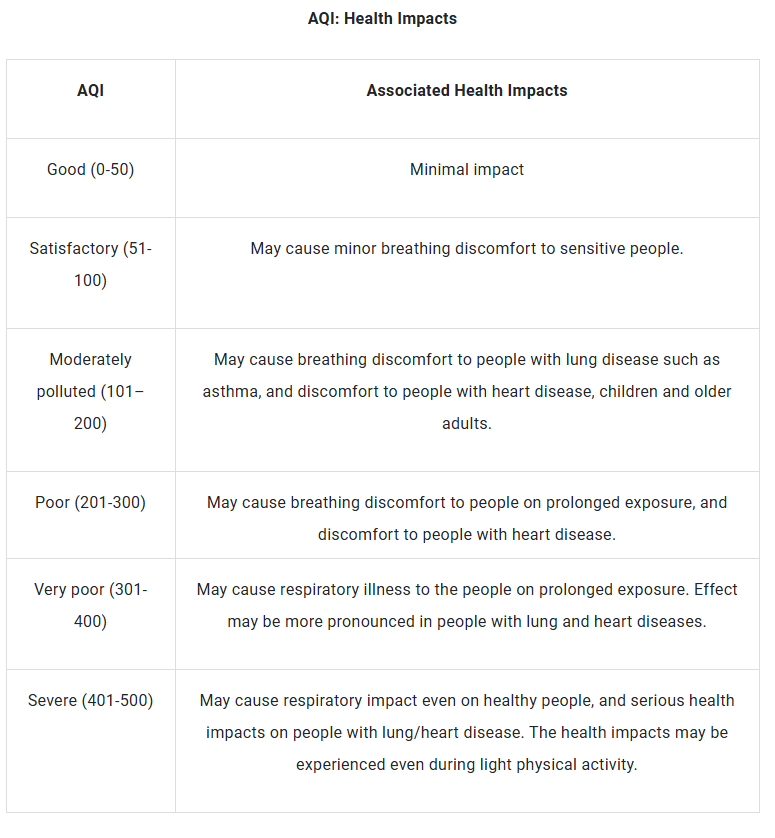 AQI: Health Impacts
AQI
Associated Health Impacts
Good (0-50)
Minimal impact
Satisfactory (51-
100)
May cause minor breathing discomfort to sensitive people.
Moderately
polluted (101–
200)
May cause breathing discomfort to people with lung disease such as
asthma, and discomfort to people with heart disease, children and older
adults.
Poor (201-300)
May cause breathing discomfort to people on prolonged exposure, and
discomfort to people with heart disease.
Very poor (301-
400)
May cause respiratory illness to the people on prolonged exposure. Effect
may be more pronounced in people with lung and heart diseases.
Severe (401-500)
May cause respiratory impact even on healthy people, and serious health
impacts on people with lung/heart disease. The health impacts may be
experienced even during light physical activity.